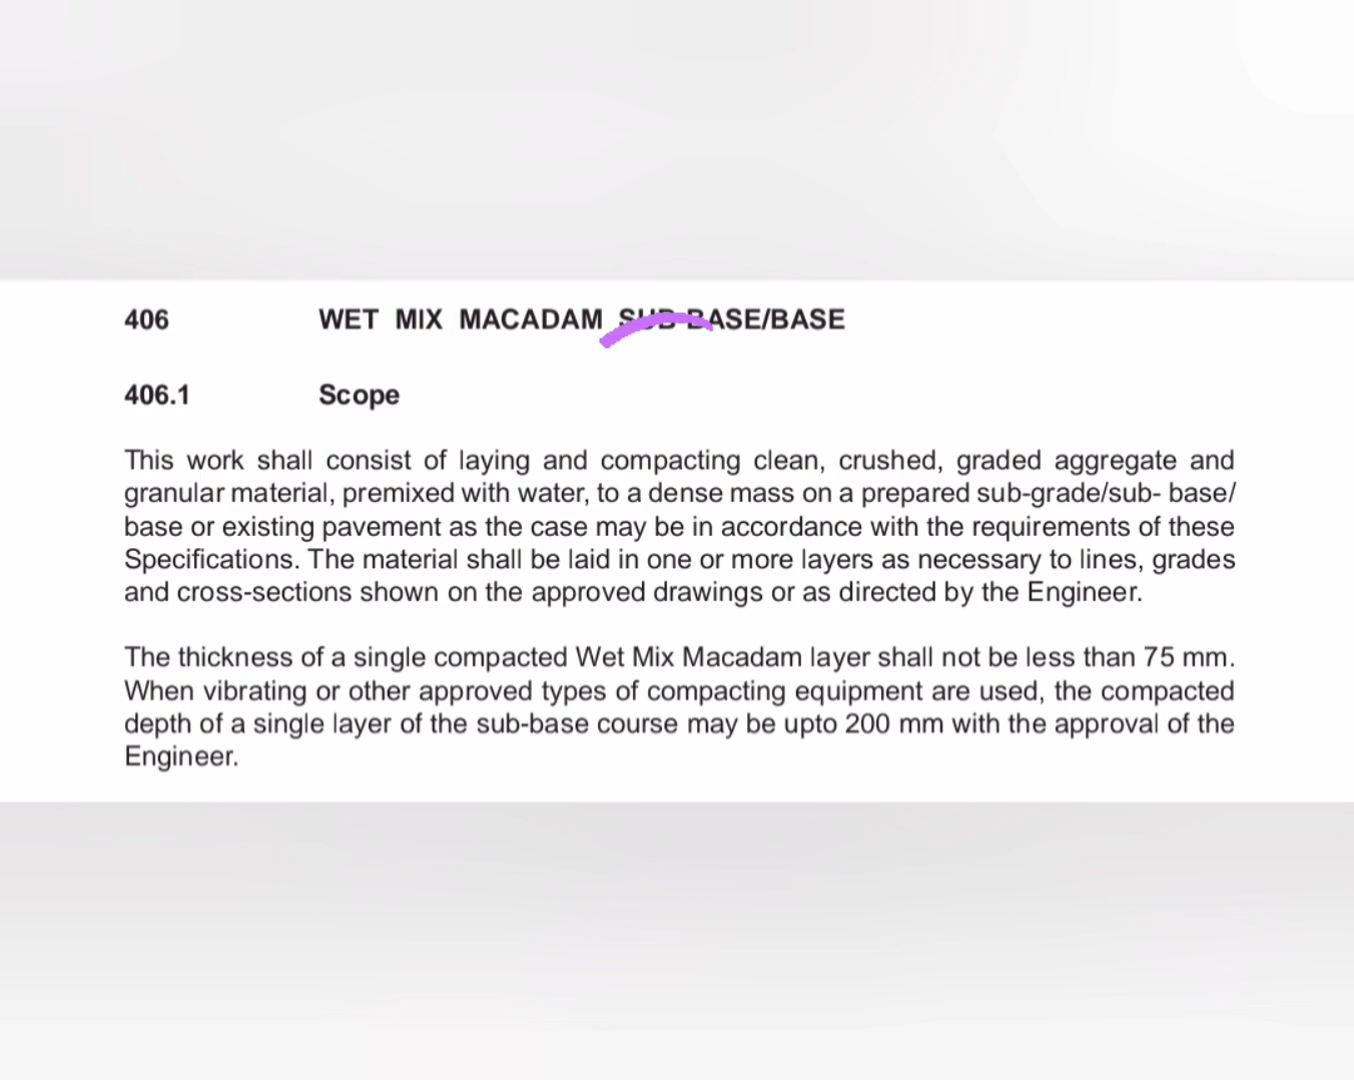 406 WET MIX MACADAM SUB-BASE/BASE
406.1 Scope
This work shall consist of laying and compacting clean, crushed, graded aggregate and
granular material, premixed with water, to a dense mass on a prepared sub-grade/sub- base/
base or existing pavement as the case may be in accordance with the requirements of these
Specifications. The material shall be laid in one or more layers as necessary to lines, grades
and cross-sections shown on the approved drawings or as directed by the Engineer.
The thickness of a single compacted Wet Mix Macadam layer shall not be less than 75 mm.
When vibrating or other approved types of compacting equipment are used, the compacted
depth of a single layer of the sub-base course may be upto 200 mm with the approval of the
Engineer.